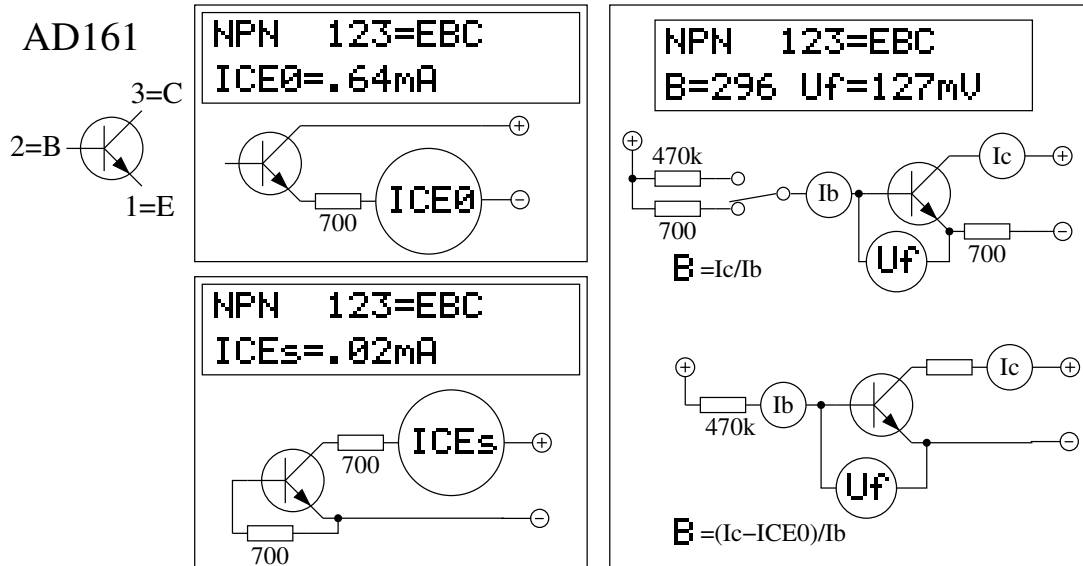 AD161
3=C
2=B
1=E
NPN 123=EBC
ICE0=.64mA
+
700
ICE0
−
NPN 123=EBC
ICEs=.02mA
700
ICEs
+
−
700
NPN 123=EBC
B=296 Uf=127mV
+
470k
700
Ib
Ic
+
−
Uf
700
B=Ic/Ib
+
470k
Ib
Ic
+
−
Uf
B=(Ic−ICE0)/Ib